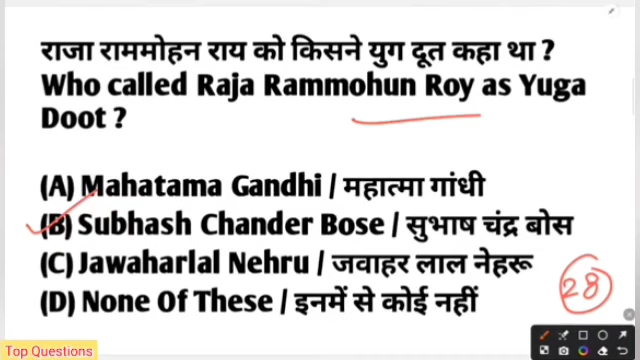 राजा राममोहन राय को किसने युग दूत कहा था ?
Who called Raja Rammohun Roy as Yuga
Doot ?
(A) Mahatama Gandhi / महात्मा गांधी
(B) Subhash Chander Bose / सुभाष चंद्र बोस
(C) Jawaharlal Nehru / जवाहर लाल नेहरू
(D) None Of These / इनमें से कोई नहीं
28
Top Questions